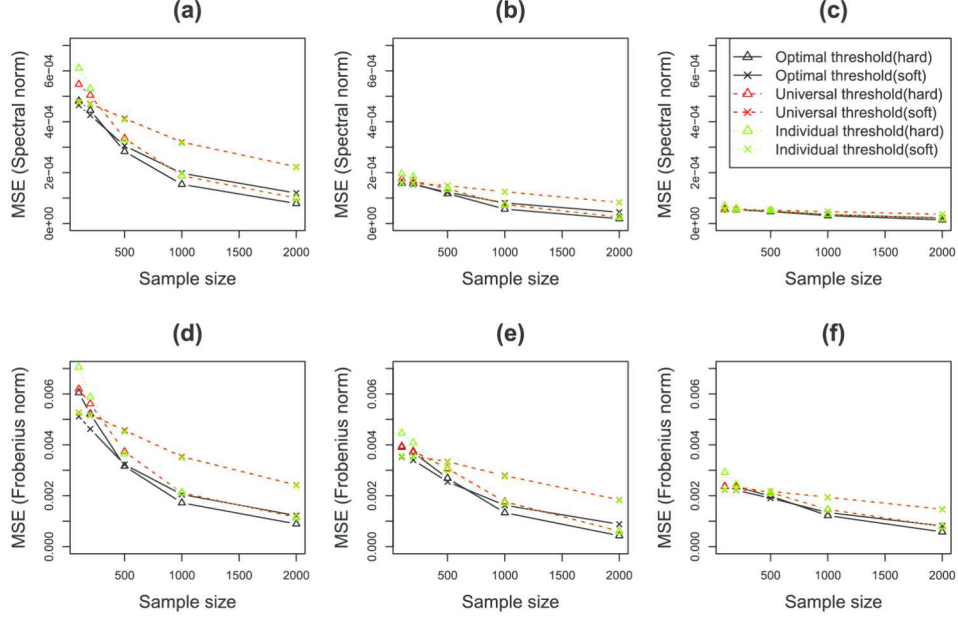 (a)
(b)
(c)
MSE (Spectral norm)
0e+00 2e-04 4e-04 6e-04
500 1000 1500 2000
Sample size
MSE (Spectral norm)
0e+00 2e-04 4e-04 6e-04
500 1000 1500 2000
Sample size
MSE (Spectral norm)
0e+00 2e-04 4e-04 6e-04
Optimal threshold(hard)
Optimal threshold(soft)
Universal threshold(hard)
Universal threshold(soft)
Individual threshold(hard)
Individual threshold(soft)
500 1000 1500 2000
Sample size
(d)
(e)
(f)
MSE (Frobenius norm)
0.000 0.002 0.004 0.006
500 1000 1500 2000
Sample size
MSE (Frobenius norm)
0.000 0.002 0.004 0.006
500 1000 1500 2000
Sample size
MSE (Frobenius norm)
0.000 0.002 0.004 0.006
500 1000 1500 2000
Sample size